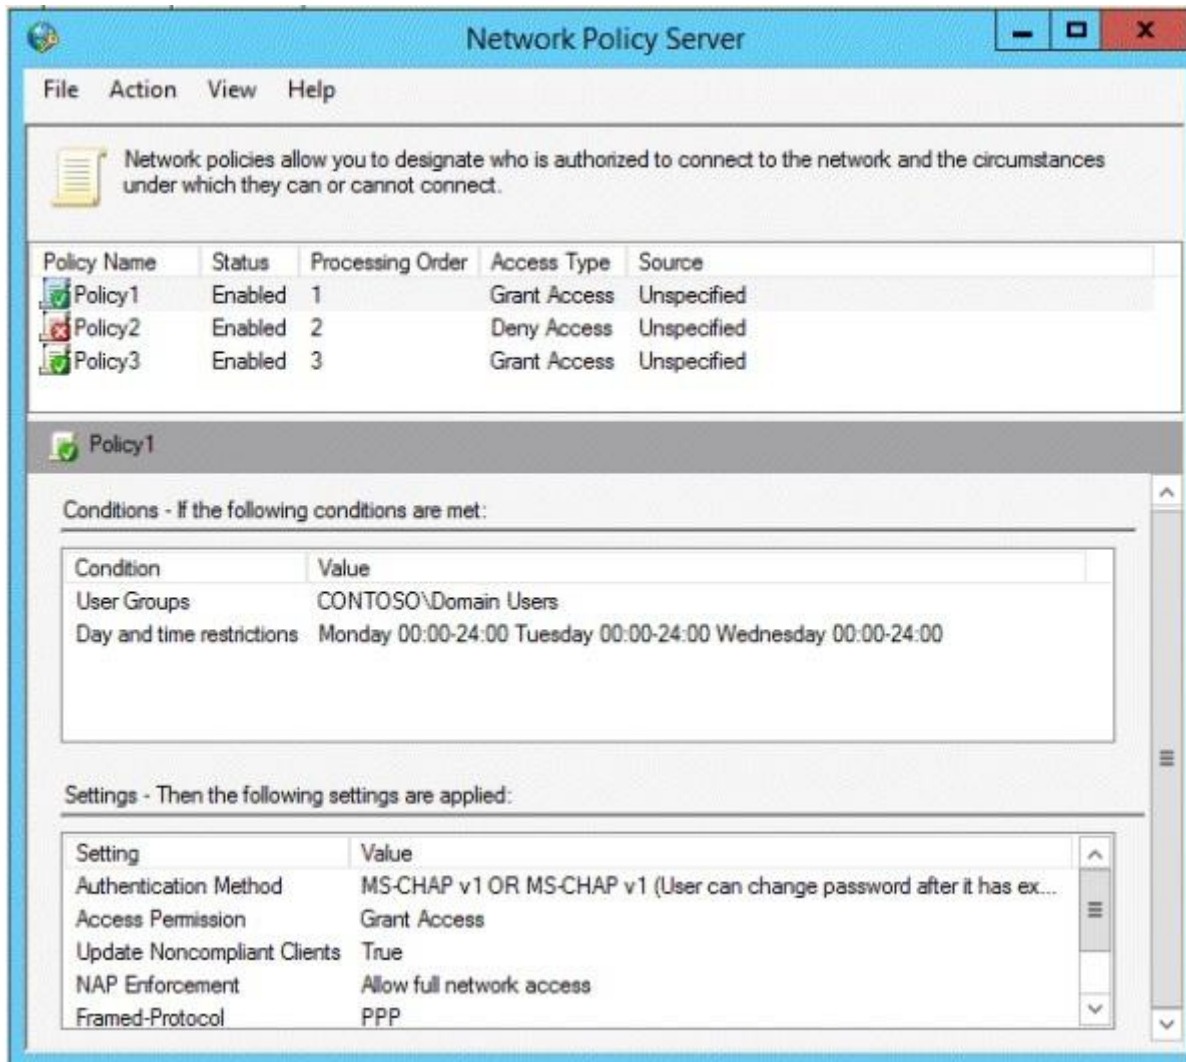 Network Policy Server
File Action View Help
Network policies allow you to designate who is authorized to connect to the network and the circumstances
under which they can or cannot connect.
Policy Name Status Processing Order Access Type Source
Policy1 Enabled 1 Grant Access Unspecified
Policy2 Enabled 2 Deny Access Unspecified
Policy3 Enabled 3 Grant Access Unspecified
Policy1
Conditions - If the following conditions are met:
Condition Value
User Groups CONTOSO\Domain Users
Day and time restrictions Monday 00:00-24:00 Tuesday 00:00-24:00 Wednesday 00:00-24:00
Settings - Then the following settings are applied:
Setting Value
Authentication Method MS-CHAP v1 OR MS-CHAP v1 (User can change password after it has ex...
Access Permission Grant Access
Update Noncompliant Clients True
NAP Enforcement Allow full network access
Framed-Protocol PPP